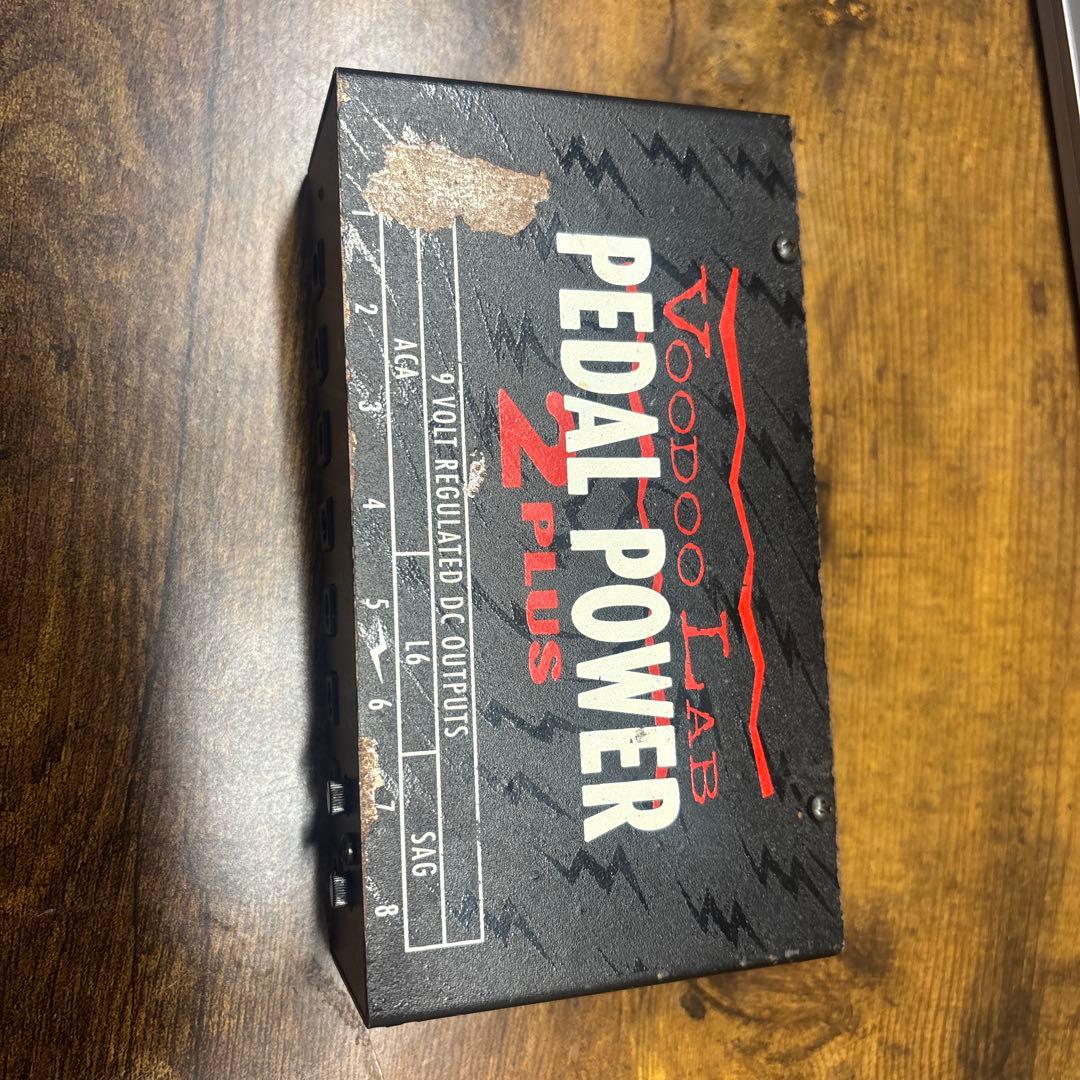 VOODOO LAB
PEDAL POWER
2 PLUS
9 VOLT REGULATED DC OUTPUTS
ACA L6 SAG
1 2 3 4 5 6 7 8